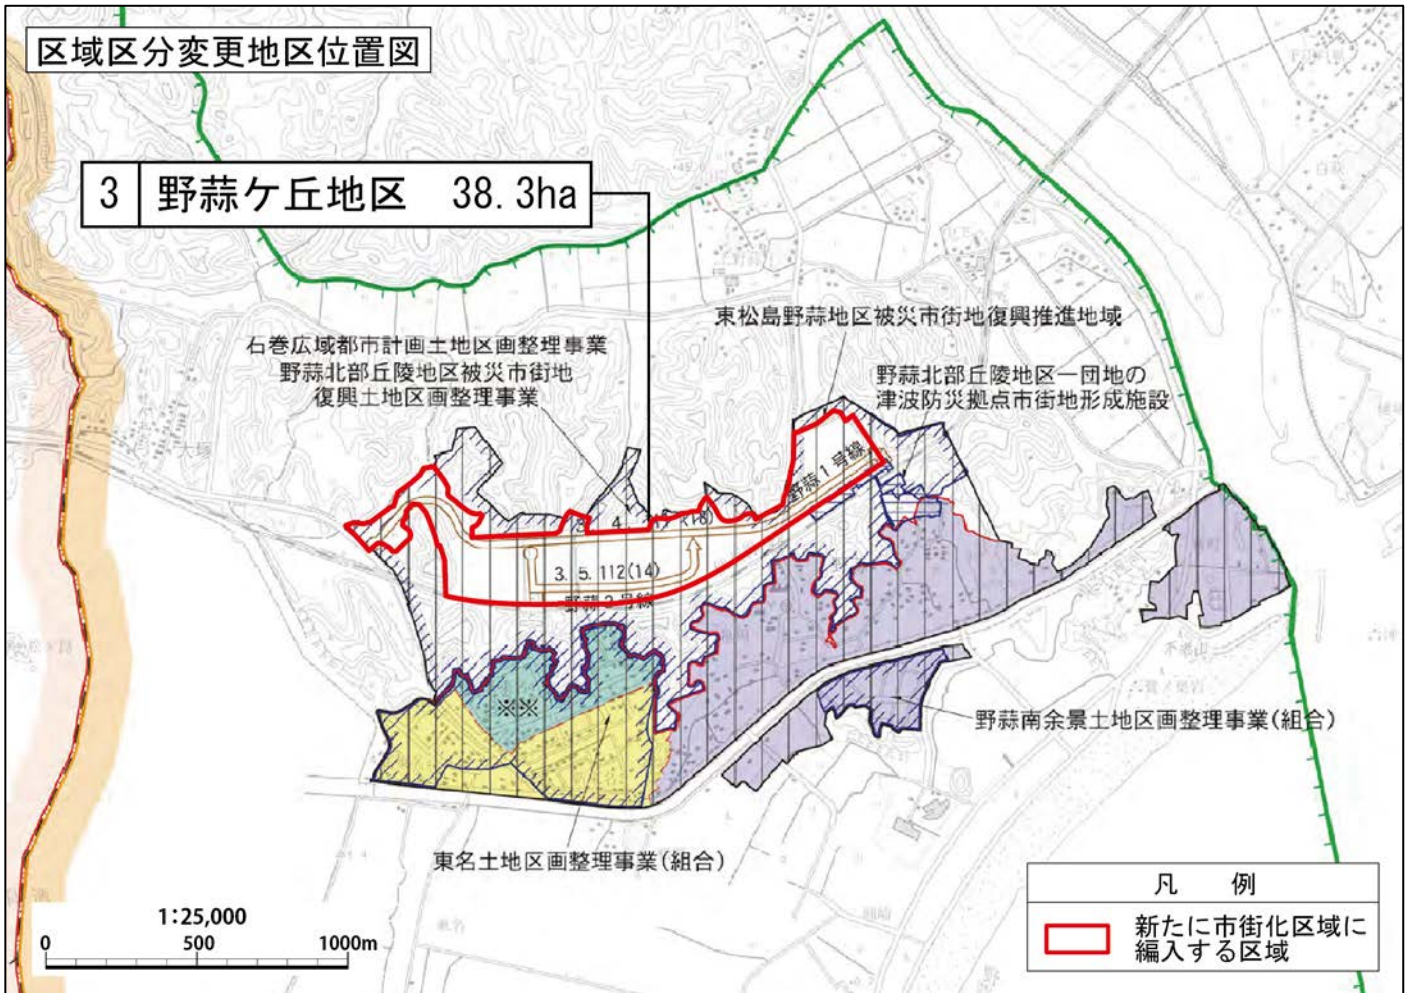 区域区分変更地区位置図
3 野蒜ケ丘地区 38.3ha
東松島野蒜地区被災市街地復興推進地域
石巻広域都市計画土地区画整理事業
野蒜北部丘陵地区被災市街地
復興土地区画整理事業
野蒜北部丘陵地区一団地の
津波防災拠点市街地形成施設
大塚
野蒜1号線
3. 5. 112(14)
野蒜2号線
※※
不老山
野蒜南余景土地区画整理事業(組合)
東名土地区画整理事業(組合)
凡 例
新たに市街化区域に
編入する区域
1:25,000
0 500 1000m